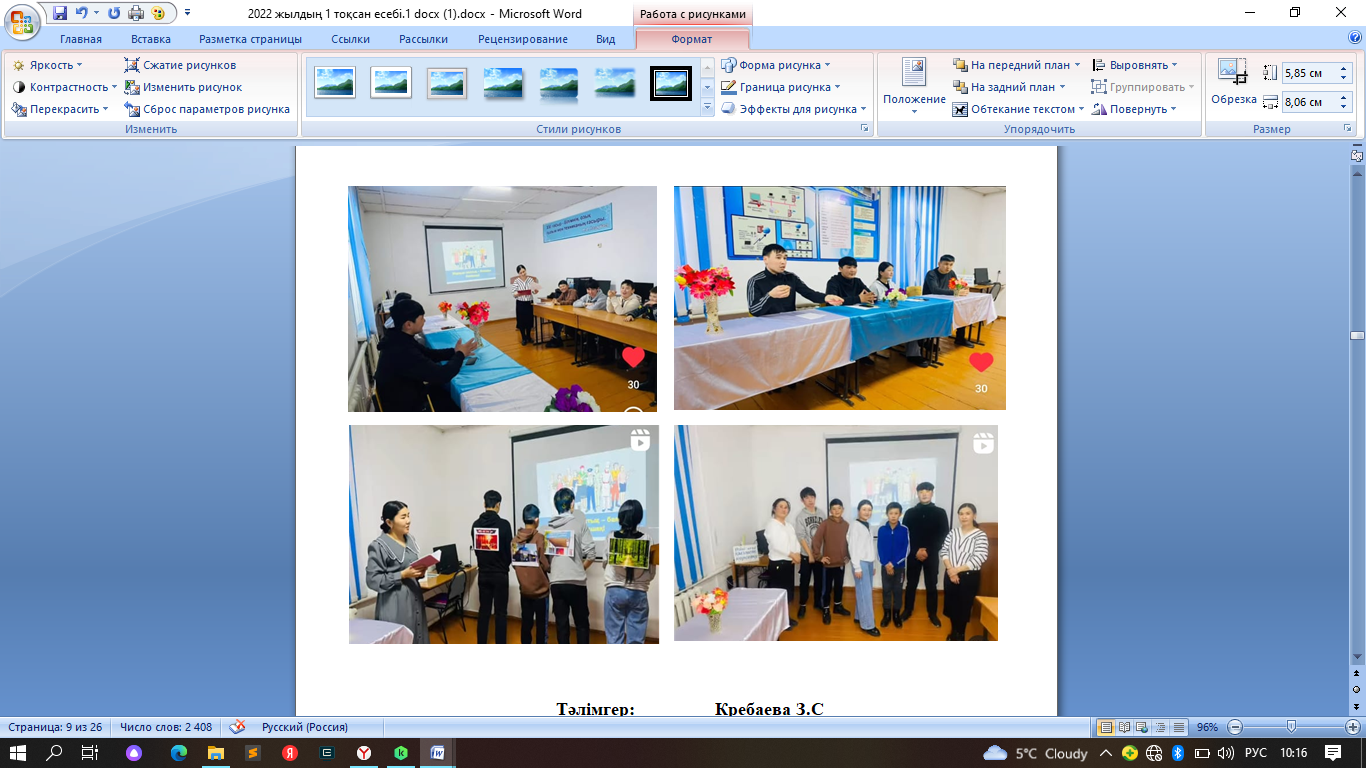 2022 жылдың 1 тоқсан есебі.1 docx (1).docx - Microsoft Word
Работа с рисунками
Главная Вставка Разметка страницы Ссылки Рассылки Рецензирование Вид Формат
Яркость Сжатие рисунков
Контрастность Изменить рисунок
Перекрасить Сброс параметров рисунка
Изменить
Стили рисунков
Форма рисунка
Граница рисунка
Эффекты для рисунка
Положение
На передний план
На задний план
Обтекание текстом
Выровнять
Группировать
Повернуть
Упорядочить
Обрезка
5,85 см
8,06 см
Размер
30
30
Тәлімгер: Кребаева З.С
Страница: 9 из 26 Число слов: 2 408 Русский (Россия) 96%
5°C Cloudy РУС 10:16